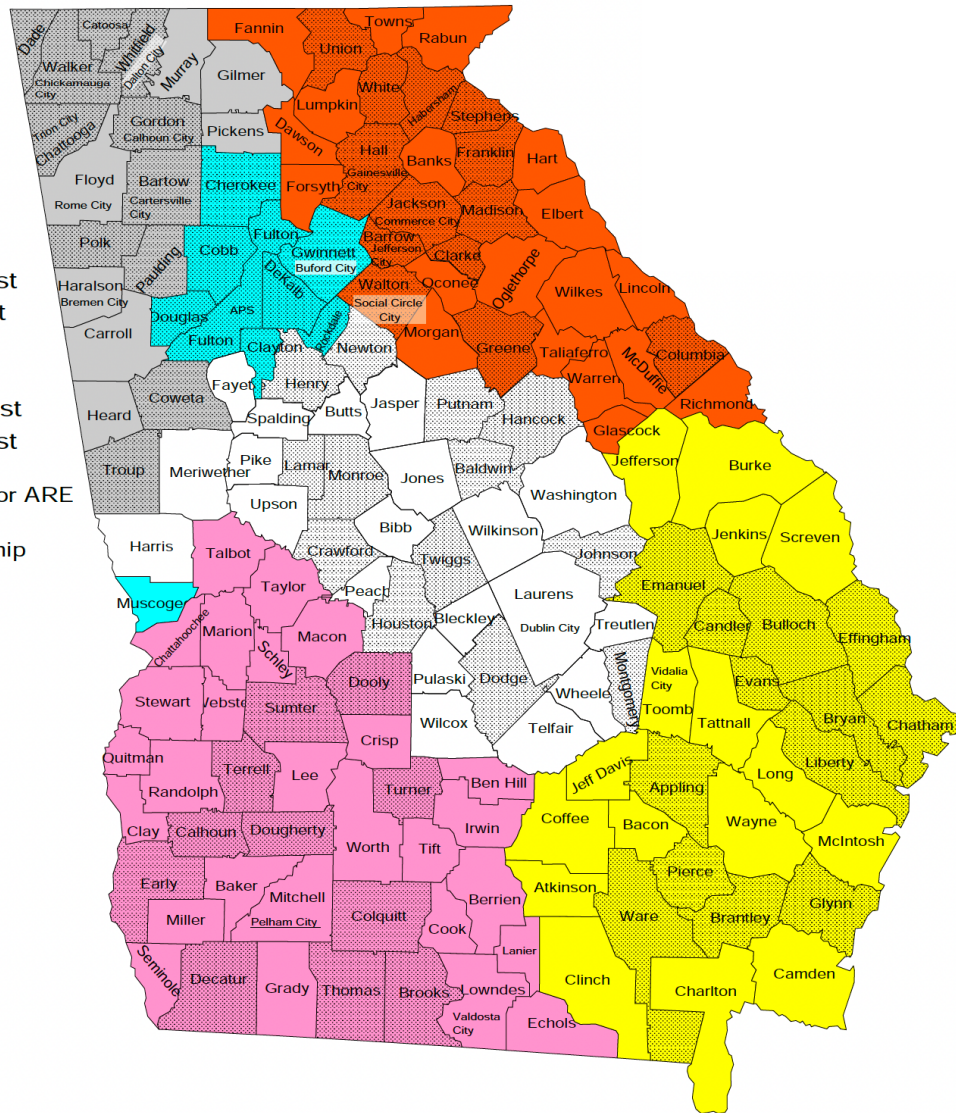 Towns
Catoosa
Fannin
Rabun
Dade
Whitfield
Union
Dalton City
Walker
Murray
Gilmer
White
Chickamauga
City
Lumpkin
Habersham
Stephens
Trion City
Gordon
Calhoun City
Pickens
Dawson
Chattooga
Hall
Banks
Franklin
Hart
Floyd
Bartow
Cherokee
Forsyth
Gainesville
City
Rome City
Cartersville
City
Jackson
Madison
Elbert
Commerce City
Polk
Fulton
Barrow
Cobb
Gwinnett
Jefferson
City
Clarke
Paulding
Buford City
DeKalb
Oglethorpe
st
Haralson
Walton
Oconee
Wilkes
Lincoln
Bremen City
Social Circle
City
t
Douglas
APS
Rockdale
Carroll
Morgan
Fulton
Clayton
Newton
Greene
Taliaferro
McDuffie
Columbia
Fayet
Henry
Warren
Coweta
Jasper
Putnam
Richmond
st
Heard
Spalding
Butts
Hancock
st
Glascock
Pike
Jefferson
Troup
Meriwether
Lamar
Monroe
Jones
Baldwin
Burke
or ARE
Washington
Upson
Bibb
Wilkinson
Jenkins
Screven
hip
Harris
Talbot
Crawford
Twiggs
Johnson
Taylor
Peach
Emanuel
Laurens
Muscogee
Houston
Bleckley
Dublin City
Treutlen
Candler
Bulloch
Chattahoochee
Marion
Macon
Effingham
Schley
Dooly
Pulaski
Dodge
Montgomery
Vidalia
City
Evans
Stewart
Webste
Sumter
Wheele
Toomb
Tattnall
Bryan
Chatham
Wilcox
Telfair
Crisp
Quitman
Liberty
Terrell
Lee
Jeff Davis
Long
Randolph
Turner
Ben Hill
Appling
Coffee
Bacon
Wayne
Clay
Calhoun
Dougherty
Irwin
McIntosh
Worth
Tift
Early
Baker
Pierce
Mitchell
Atkinson
Berrien
Glynn
Miller
Pelham City
Colquitt
Ware
Brantley
Cook
Lanier
Seminole
Decatur
Clinch
Camden
Grady
Thomas
Brooks
Lowndes
Charlton
Valdosta
City
Echols